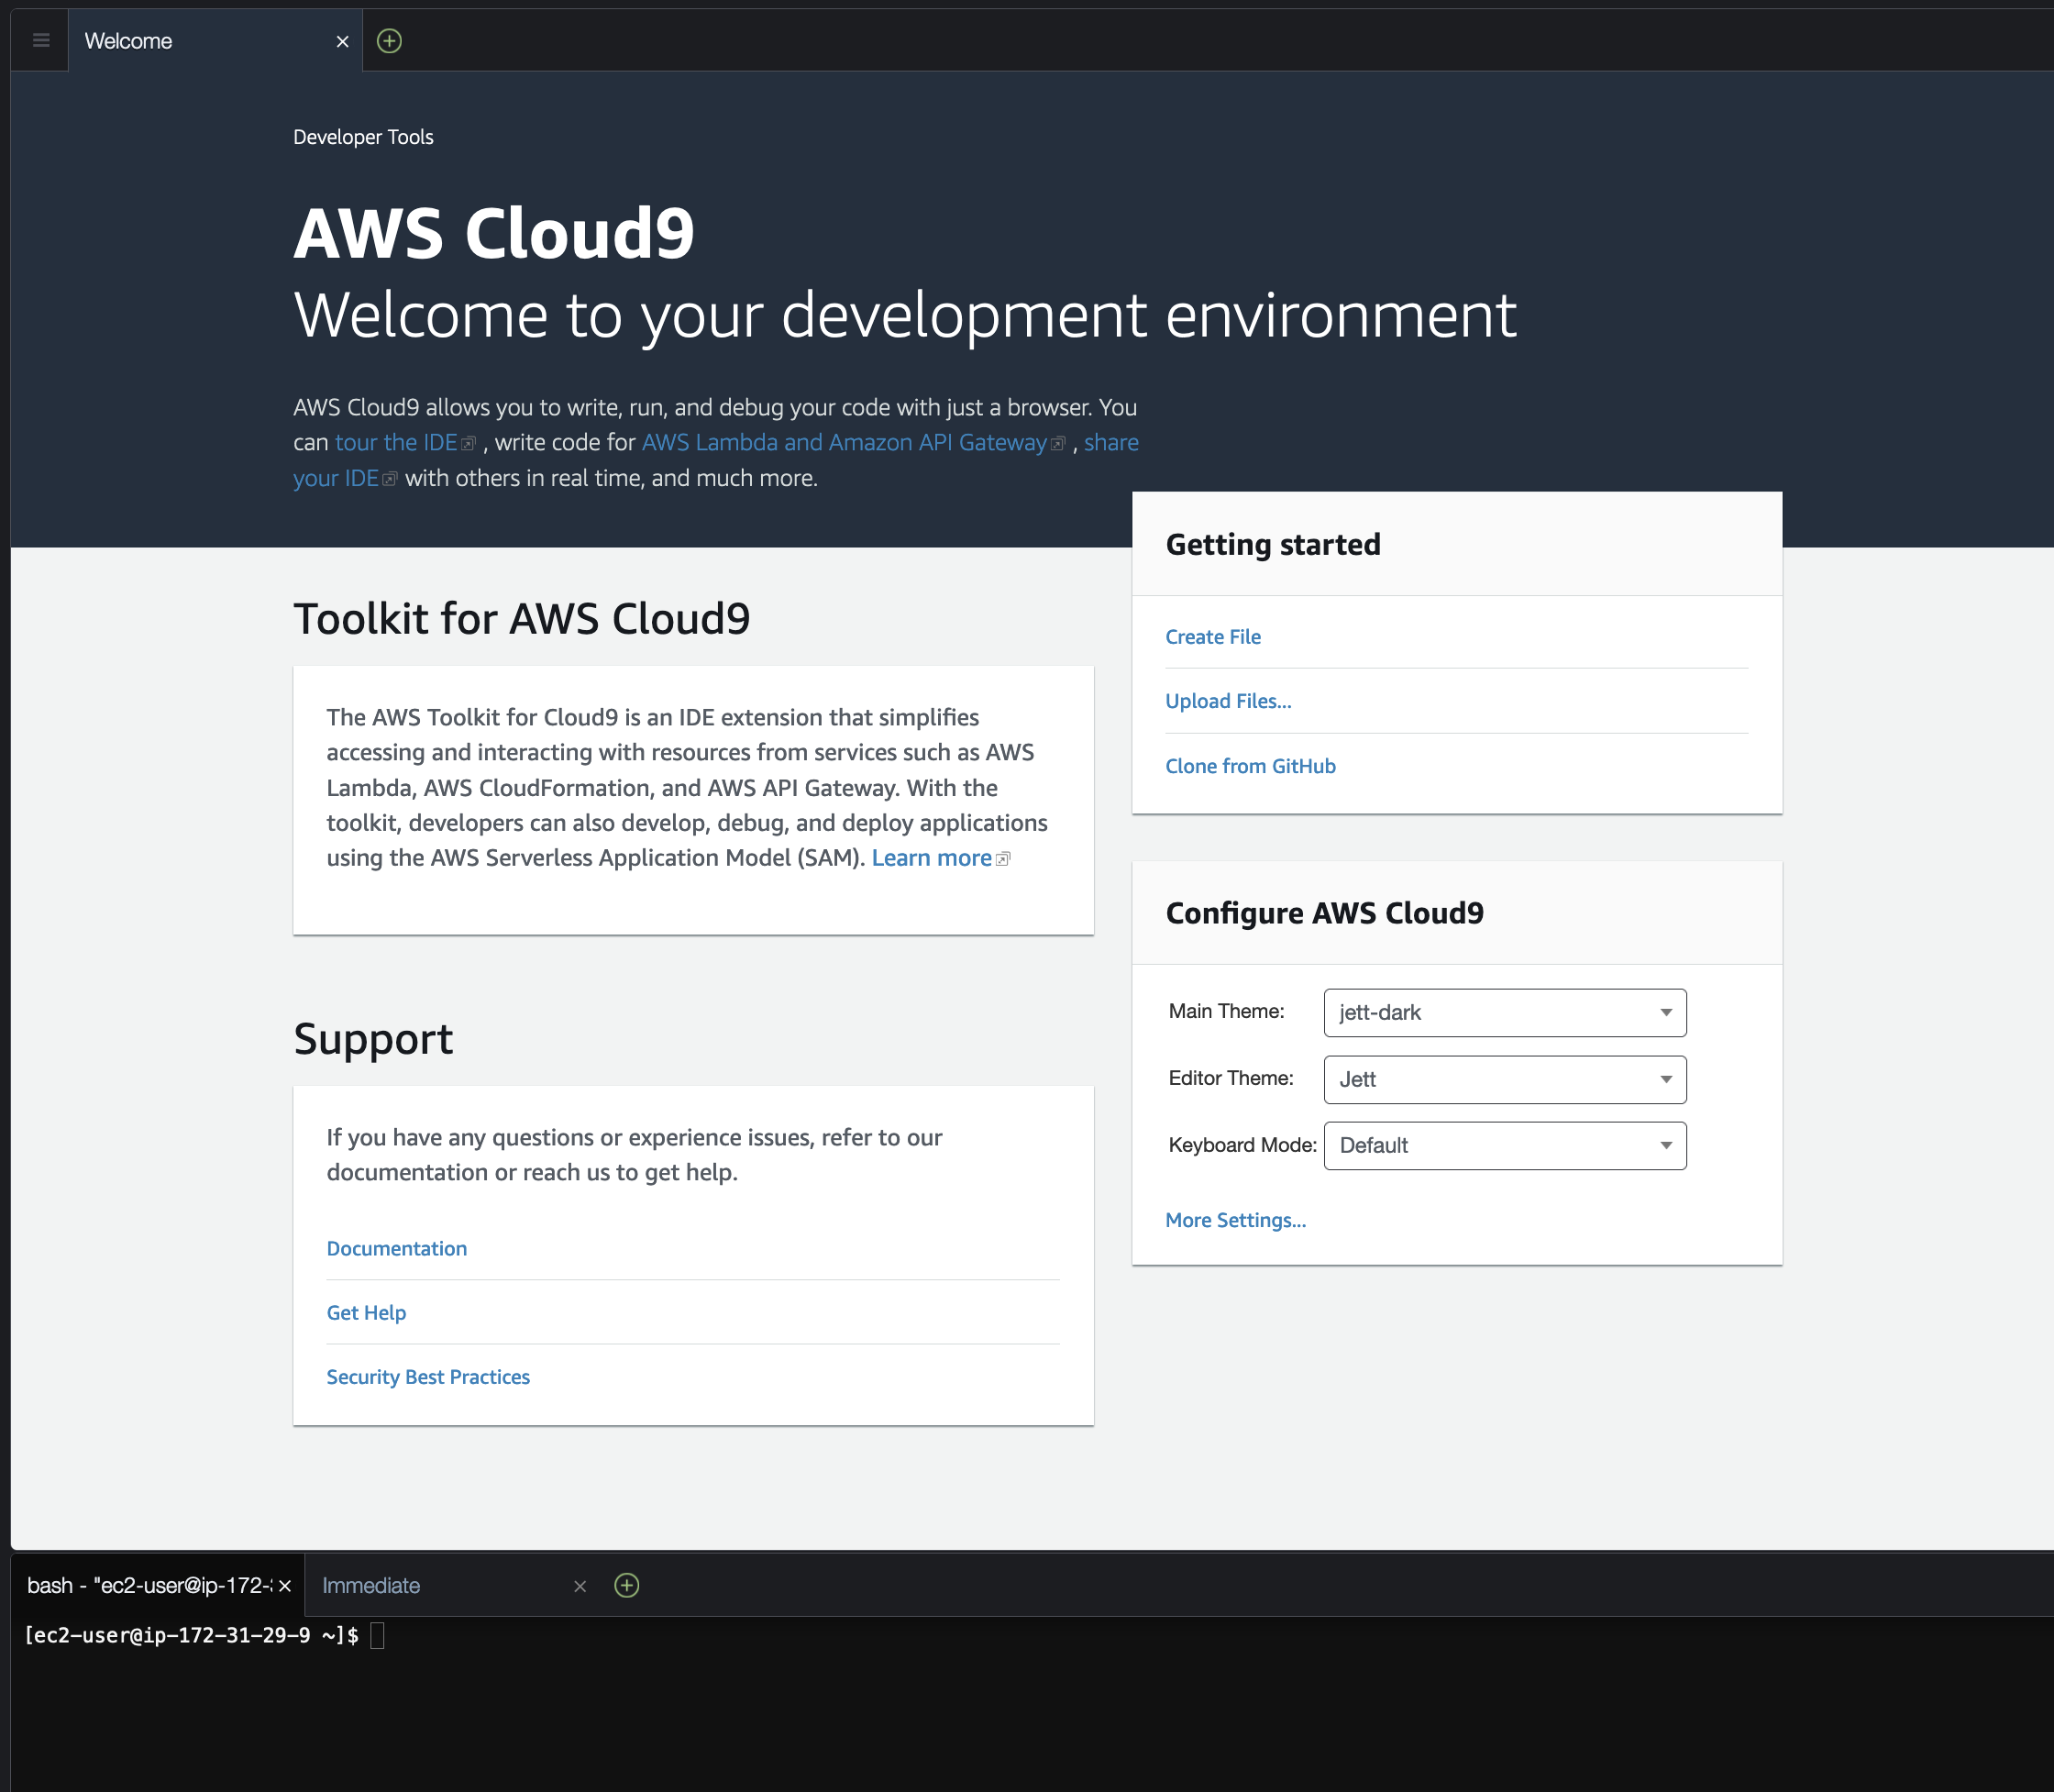 Welcome
Developer Tools
AWS Cloud9
Welcome to your development environment
AWS Cloud9 allows you to write, run, and debug your code with just a browser. You
can tour the IDE , write code for AWS Lambda and Amazon API Gateway , share
your IDE with others in real time, and much more.
Toolkit for AWS Cloud9
The AWS Toolkit for Cloud9 is an IDE extension that simplifies
accessing and interacting with resources from services such as AWS
Lambda, AWS CloudFormation, and AWS API Gateway. With the
toolkit, developers can also develop, debug, and deploy applications
using the AWS Serverless Application Model (SAM). Learn more
Support
If you have any questions or experience issues, refer to our
documentation or reach us to get help.
Documentation
Get Help
Security Best Practices
Getting started
Create File
Upload Files...
Clone from GitHub
Configure AWS Cloud9
Main Theme: jett-dark
Editor Theme: Jett
Keyboard Mode: Default
More Settings...
bash - "ec2-user@ip-172-
Immediate
[ec2-user@ip-172-31-29-9 ~]$